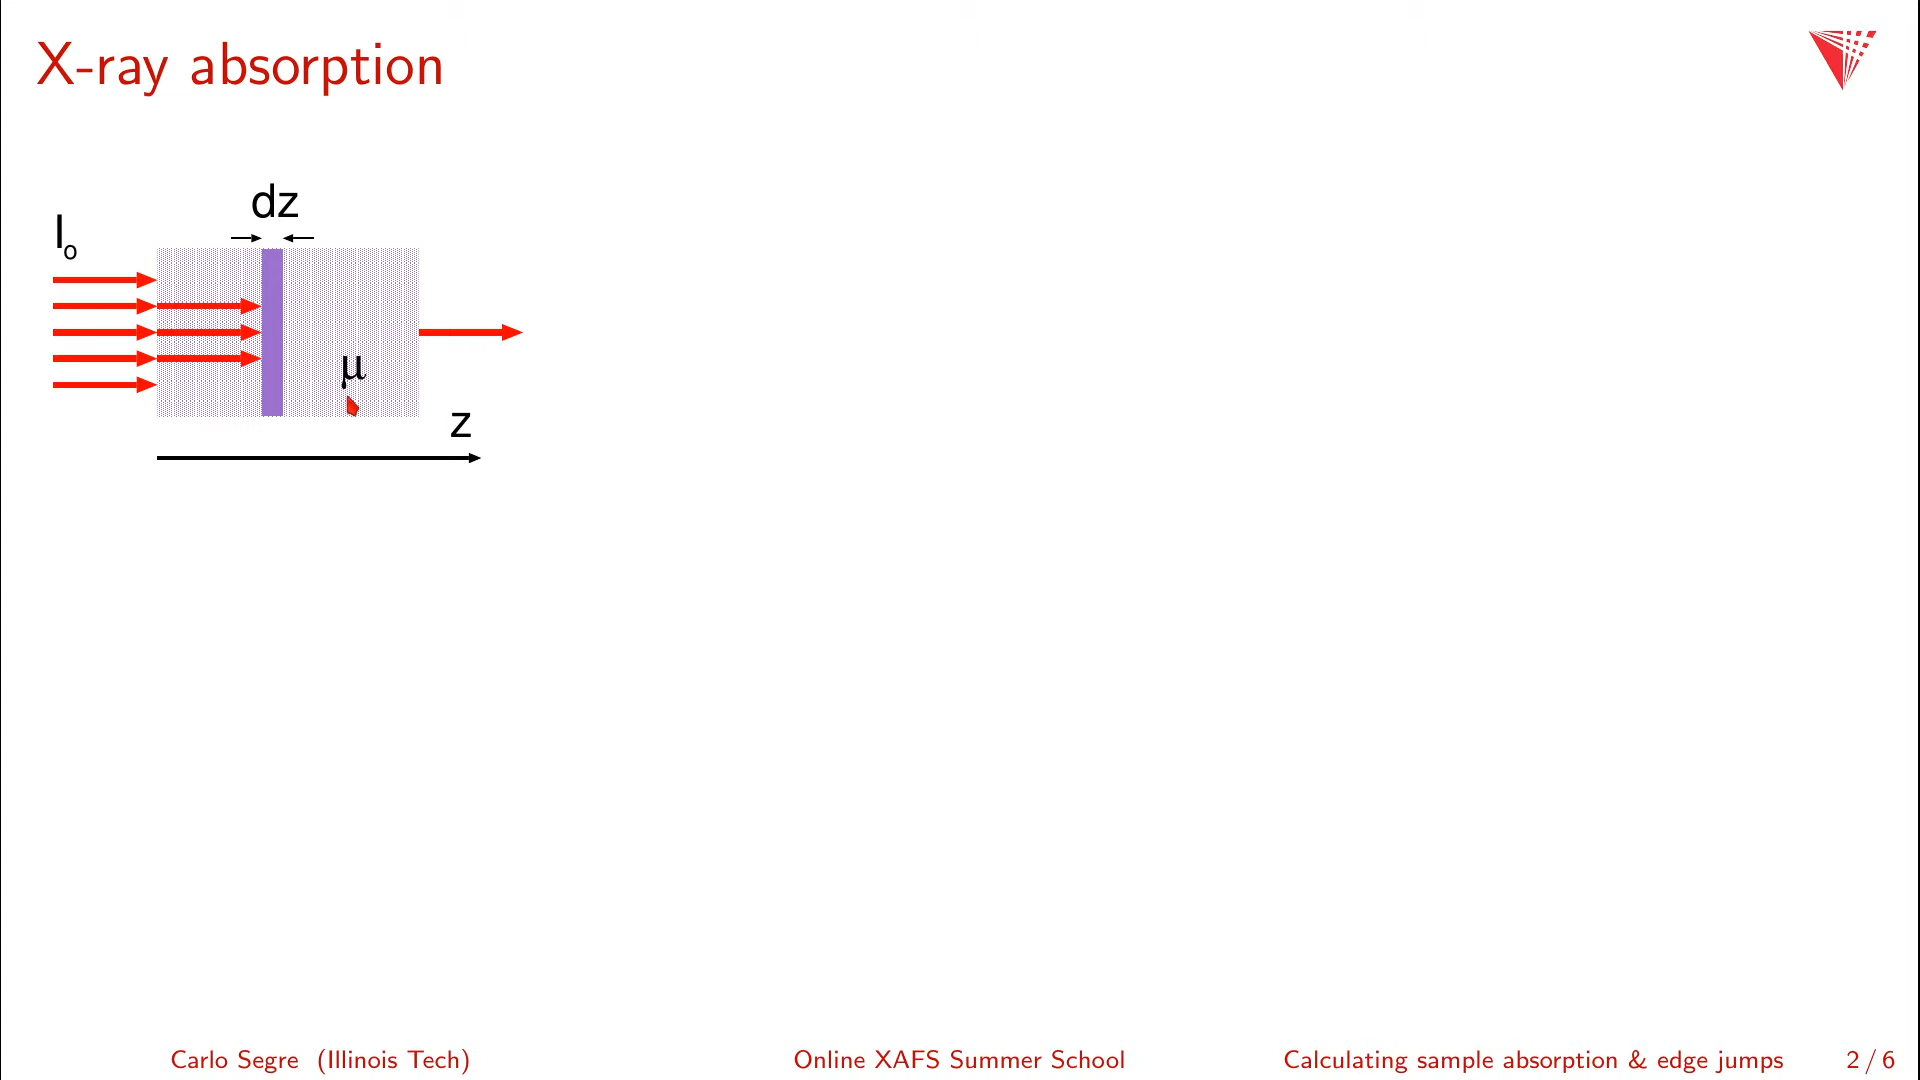 X-ray absorption
dz
Io
μ
z
Carlo Segre (Illinois Tech)
Online XAFS Summer School
Calculating sample absorption & edge jumps
2 / 6